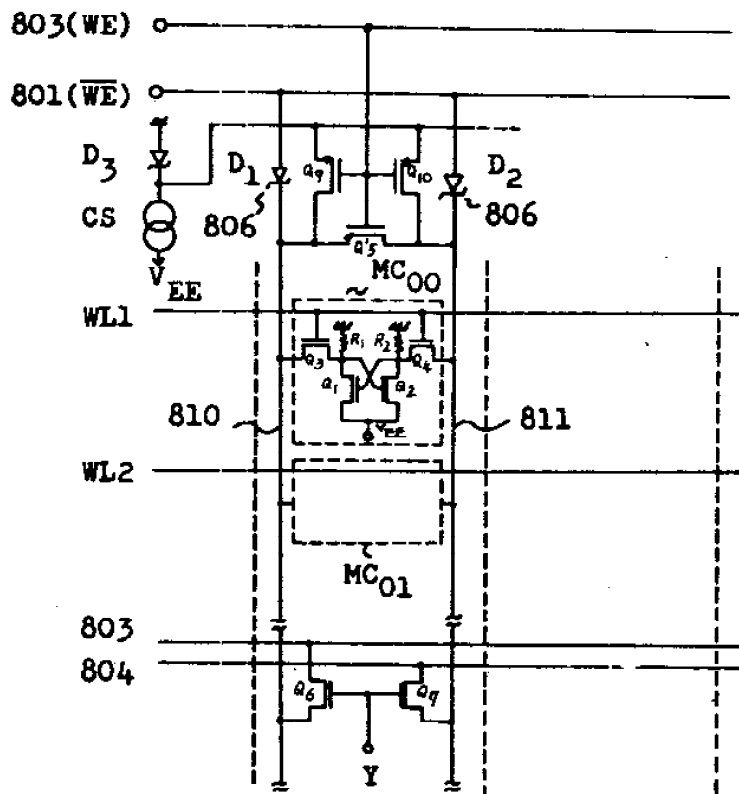 803(WE)
801(WE)
D3
D1
Q9
Q10
D2
806
806
CS
Q'5
VEE
MC00
WL1
R1 R2
Q3
Q4
Q1
Q2
810
VEE
811
WL2
MC01
803
804
Q6
Q7
Y